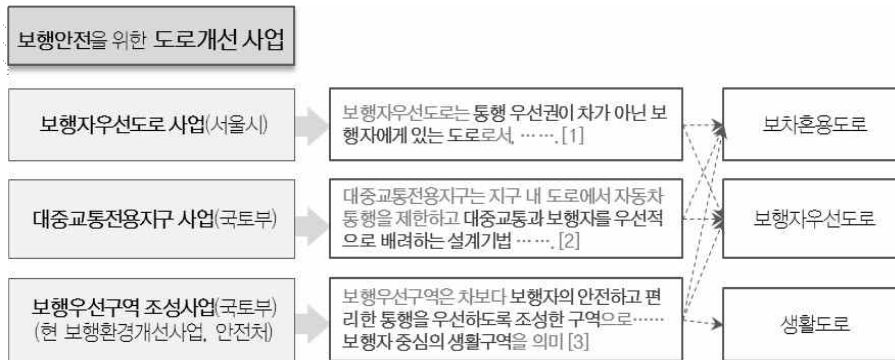 보행안전을 위한 도로개선 사업
보행자우선도로 사업(서울시)
보행자우선도로는 통행 우선권이 차가 아닌 보
행자에게 있는 도로로서, ……. [1]
보차혼용도로
대중교통전용지구 사업(국토부)
대중교통전용지구는 지구 내 도로에서 자동차
통행을 제한하고 대중교통과 보행자를 우선적
으로 배려하는 설계기법 ……. [2]
보행자우선도로
보행우선구역 조성사업(국토부)
(현 보행환경개선사업, 안전처)
보행우선구역은 차보다 보행자의 안전하고 편
리한 통행을 우선하도록 조성한 구역으로……
보행자 중심의 생활구역을 의미 [3]
생활도로